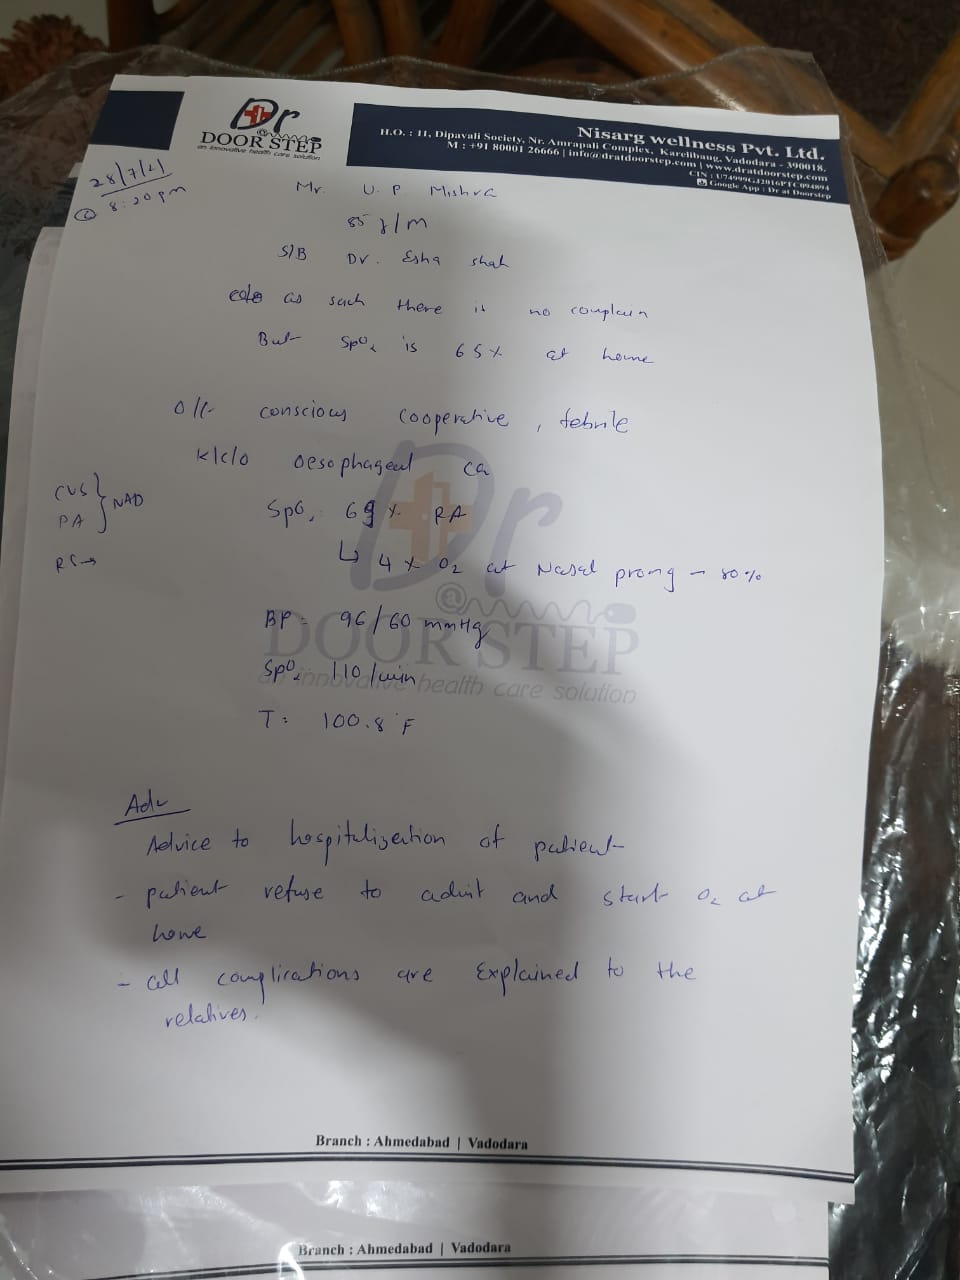 Dr
@
DOOR STEP
an innovative health care solution
Nisarg wellness Pvt. Ltd.
H.O. : 11, Dipavali Society, Nr. Amrapali Complex, Karelibaug, Vadodara - 390018.
M : +91 80001 26666 | info@dratdoorstep.com | www.dratdoorstep.com
CIN : U74999GJ2016PTC094894
Google App : Dr at Doorstep
28/7/21
@ 8:20 pm
Mr. U. P. Mishra
85 y/M
S/B Dr. Esha shah
as such there is no complain
But SpO2 is 65% at home
O/E conscious cooperative, febrile
K/C/O oesophageal ca
CVS } NAD
PA
RS→
SpO2: 69% RA
↳ 4 O2 at Nasal prong – 80%
BP = 96/60 mmHg
SpO2: 110/min
T: 100.8°F
Dr
@
DOOR STEP
an innovative health care solution
Adv
Advice to hospitalization of patient
- patient refuse to admit and start O2 at
home
- all complications are Explained to the
relatives.
Branch : Ahmedabad | Vadodara
Branch : Ahmedabad | Vadodara